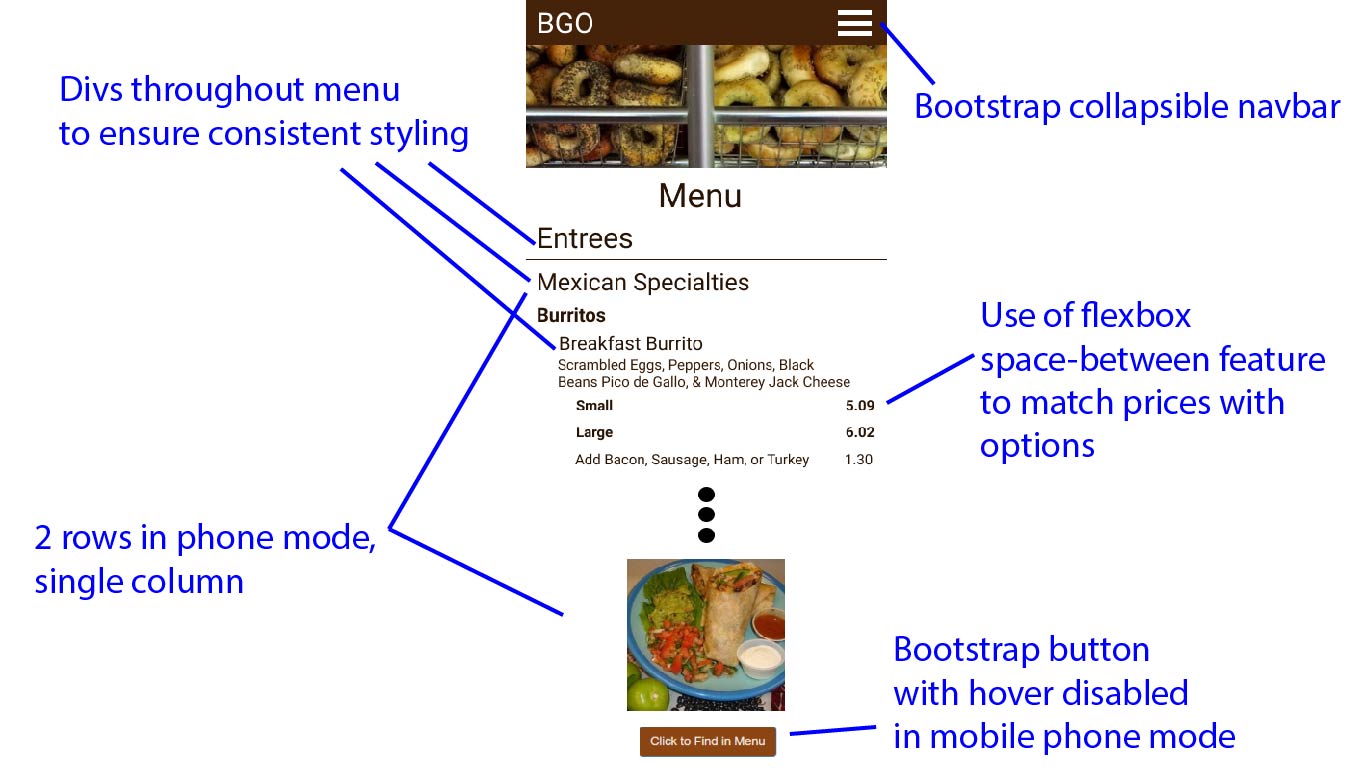 BGO
Divs throughout menu
to ensure consistent styling
Bootstrap collapsible navbar
Menu
Entrees
Mexican Specialties
Burritos
Breakfast Burrito
Scrambled Eggs, Peppers, Onions, Black
Beans Pico de Gallo, & Monterey Jack Cheese
Small 5.09
Large 6.02
Add Bacon, Sausage, Ham, or Turkey 1.30
Use of flexbox
space-between feature
to match prices with
options
2 rows in phone mode,
single column
Click to Find in Menu
Bootstrap button
with hover disabled
in mobile phone mode